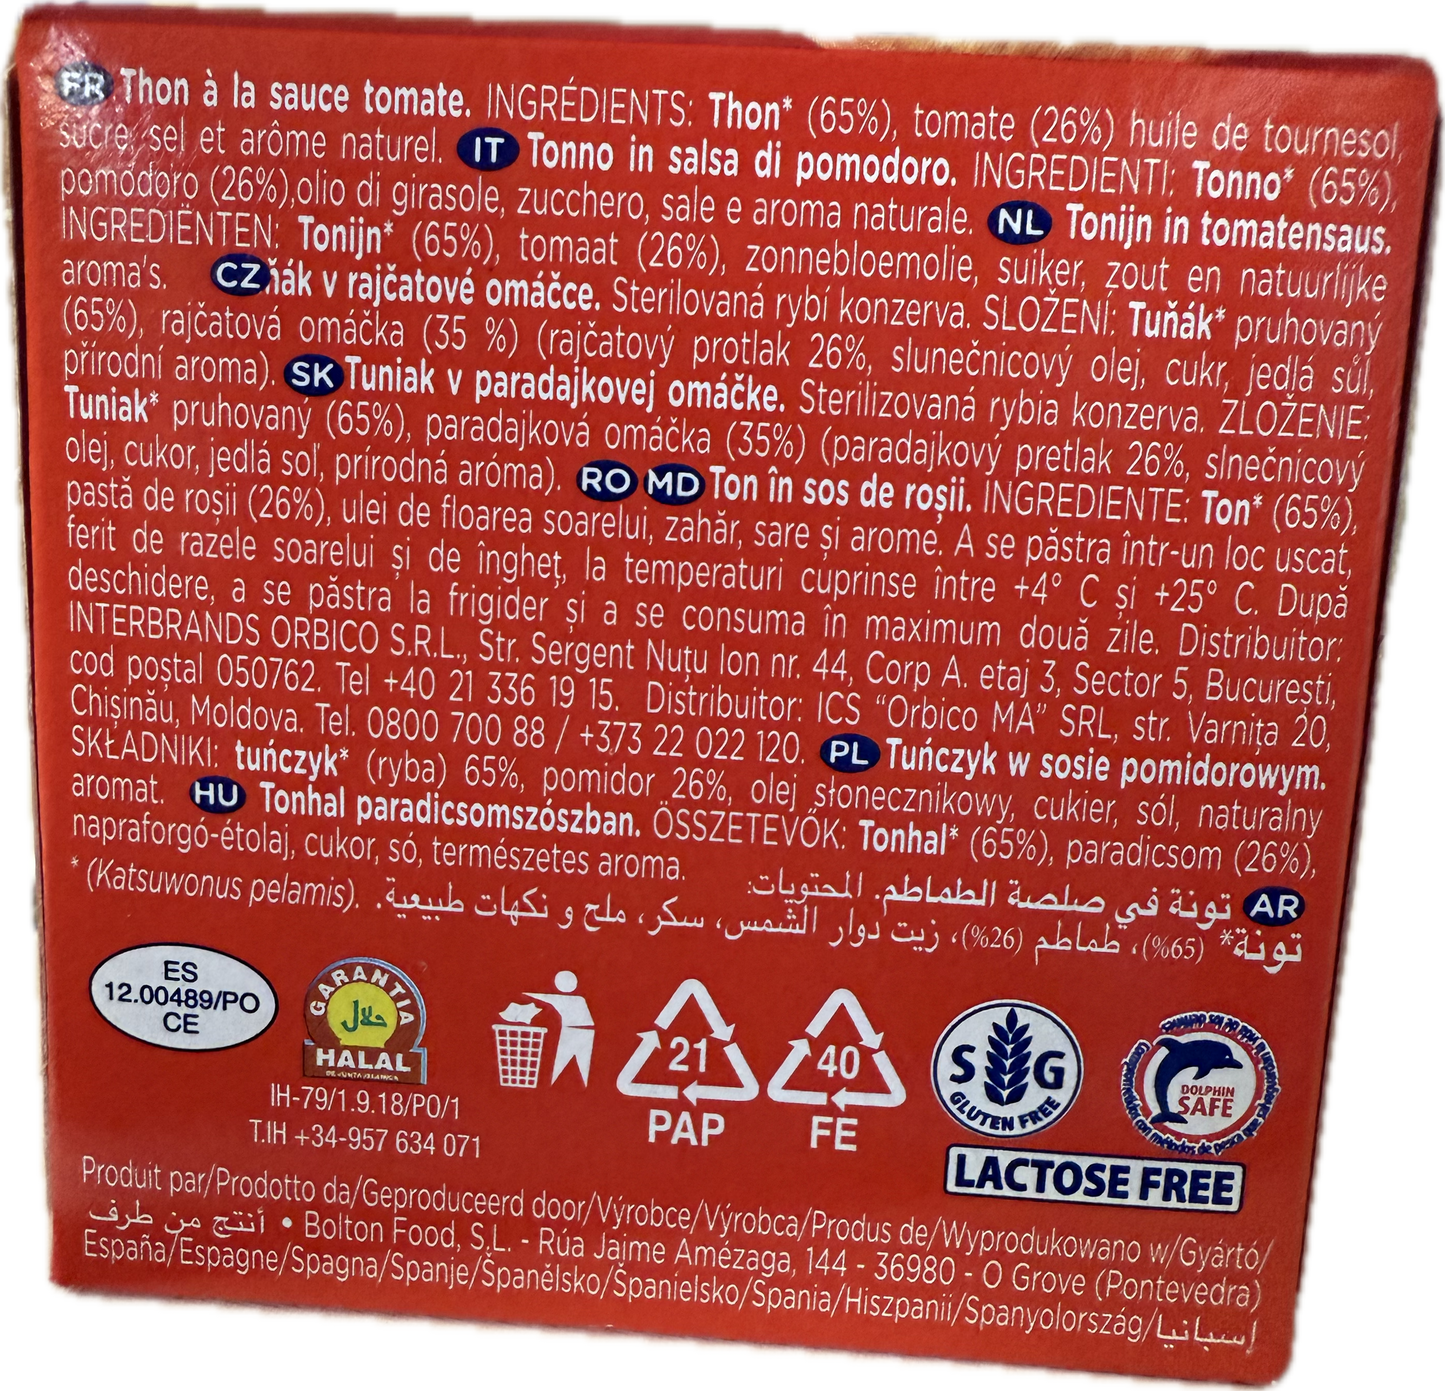 FR Thon à la sauce tomate. INGRÉDIENTS: Thon* (65%), tomate (26%) huile de tournesol,
sucre, sel et arôme naturel. IT Tonno in salsa di pomodoro. INGREDIENTI: Tonno* (65%),
pomodoro (26%),olio di girasole, zucchero, sale e aroma naturale. NL Tonijn in tomatensaus.
INGREDIËNTEN: Tonijn* (65%), tomaat (26%), zonnebloemolie, suiker, zout en natuurlijke
aroma's. CZ ňák v rajčatové omáčce. Sterilovaná rybí konzerva. SLOŽENÍ: Tuňák* pruhovaný
(65%), rajčatová omáčka (35 %) (rajčatový protlak 26%, slunečnicový olej, cukr, jedlá sůl,
přírodní aroma). SK Tuniak v paradajkovej omáčke. Sterilizovaná rybia konzerva. ZLOŽENIE:
Tuniak* pruhovaný (65%), paradajková omáčka (35%) (paradajkový pretlak 26%, slnečnicový
olej, cukor, jedlá soľ, prírodná aróma). RO MD Ton în sos de roșii. INGREDIENTE: Ton* (65%),
pastă de roșii (26%), ulei de floarea soarelui, zahăr, sare și arome. A se păstra într-un loc uscat,
ferit de razele soarelui și de îngheț, la temperaturi cuprinse între +4° C și +25° C. După
deschidere, a se păstra la frigider și a se consuma în maximum două zile. Distribuitor:
INTERBRANDS ORBICO S.R.L., Str. Sergent Nuțu Ion nr. 44, Corp A. etaj 3, Sector 5, București,
cod poștal 050762. Tel +40 21 336 19 15. Distribuitor: ICS “Orbico MA” SRL, str. Varnița 20,
Chișinău, Moldova. Tel. 0800 700 88 / +373 22 022 120. PL Tuńczyk w sosie pomidorowym.
SKŁADNIKI: tuńczyk* (ryba) 65%, pomidor 26%, olej słonecznikowy, cukier, sól, naturalny
aromat. HU Tonhal paradicsomszószban. ÖSSZETEVŐK: Tonhal* (65%), paradicsom (26%),
napraforgó-étolaj, cukor, só, természetes aroma.
AR تونة في صلصة الطماطم. المحتويات:
تونة* (65%)، طماطم (26%)، زيت دوار الشمس، سكر، ملح و نكهات طبيعية.
* (Katsuwonus pelamis).
ES
12.00489/PO
CE
GARANTIA
حلال
HALAL
DE JUNTA ISLAMICA
IH-79/1.9.18/PO/1
T.IH +34-957 634 071
21
PAP
40
FE
S G
GLUTEN FREE
LACTOSE FREE
DOLPHIN
SAFE
Comprometidos con métodos de pesca que
Produit par/Prodotto da/Geproduceerd door/Výrobce/Výrobca/Produs de/Wyprodukowano w/Gyártó/
أنتج من طرف • Bolton Food, S.L. - Rúa Jaime Amézaga, 144 - 36980 - O Grove (Pontevedra)
España/Espagne/Spagna/Spanje/Španělsko/Španielsko/Spania/Hiszpanii/Spanyolország/إسبانيا